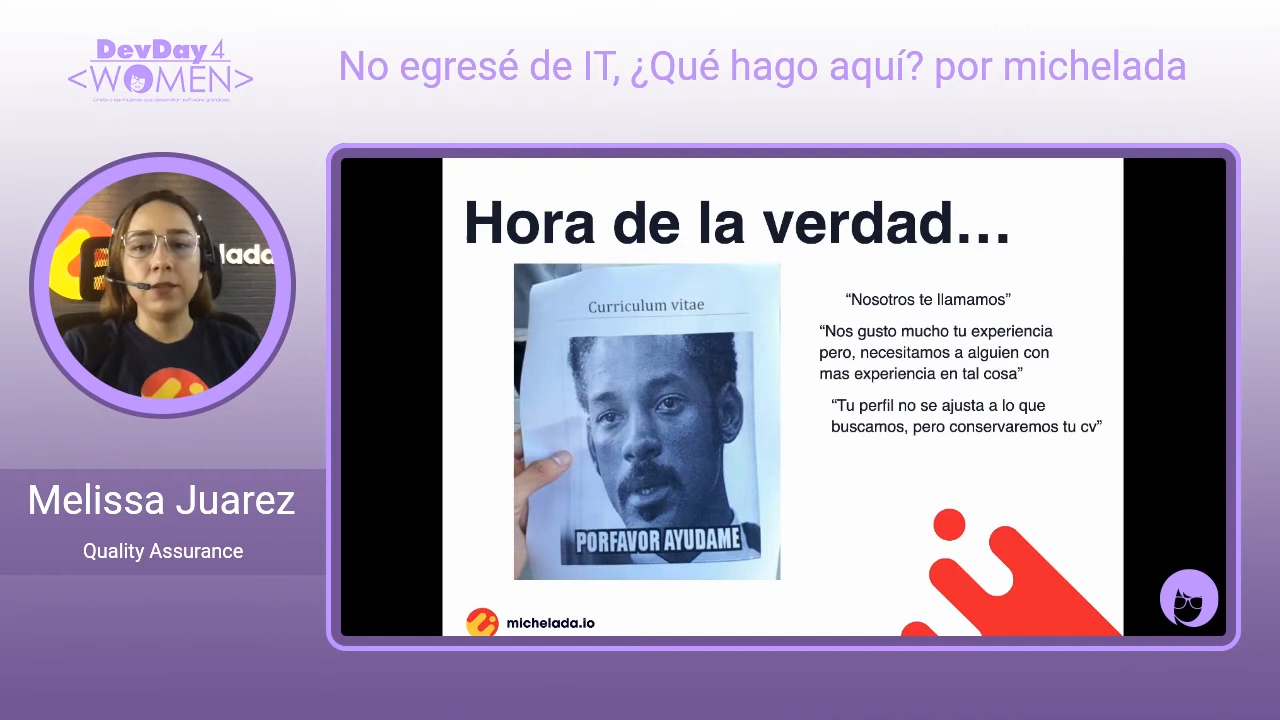 DevDay4
<WOMEN>
No egresé de IT, ¿Qué hago aquí? por michelada
lada
Melissa Juarez
Quality Assurance
Hora de la verdad...
Curriculum vitae
PORFAVOR AYUDAME
“Nosotros te llamamos”
“Nos gusto mucho tu experiencia
pero, necesitamos a alguien con
mas experiencia en tal cosa”
“Tu perfil no se ajusta a lo que
buscamos, pero conservaremos tu cv”
michelada.io